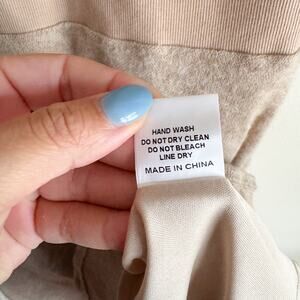 HAND WASH
DO NOT DRY CLEAN
DO NOT BLEACH
LINE DRY
MADE IN CHINA